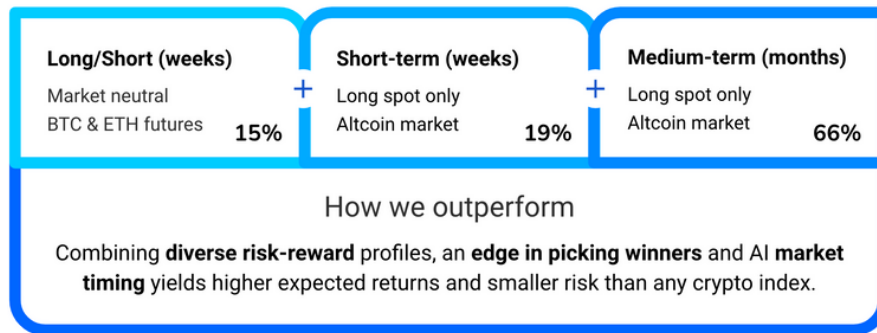 Long/Short (weeks)
Market neutral
BTC & ETH futures
15%
+
Short-term (weeks)
Long spot only
Altcoin market
19%
+
Medium-term (months)
Long spot only
Altcoin market
66%
How we outperform
Combining diverse risk-reward profiles, an edge in picking winners and AI market
timing yields higher expected returns and smaller risk than any crypto index.